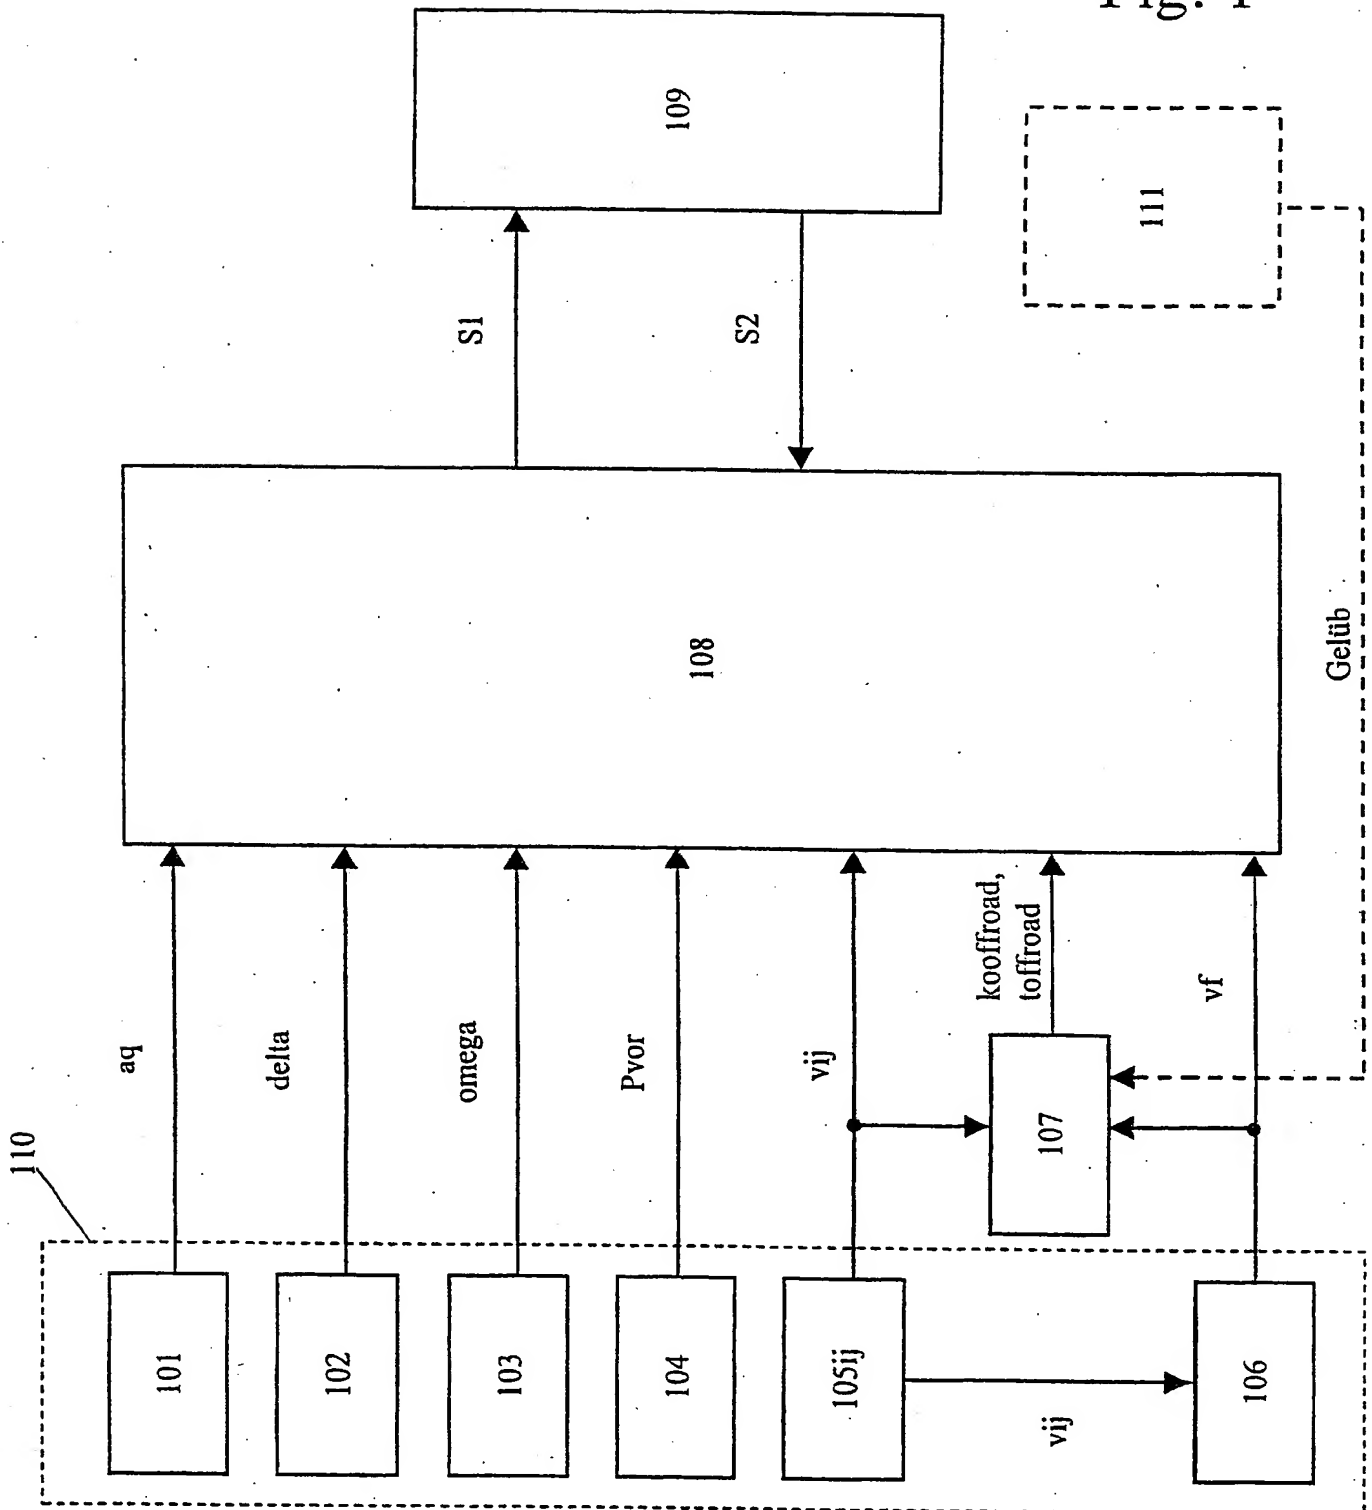 Fig. 1
110
101
102
103
104
105ij
106
aq
delta
omega
Pvor
vij
vij
107
kooffroad,
toffroad
vf
108
S1
S2
109
111
Gelüb